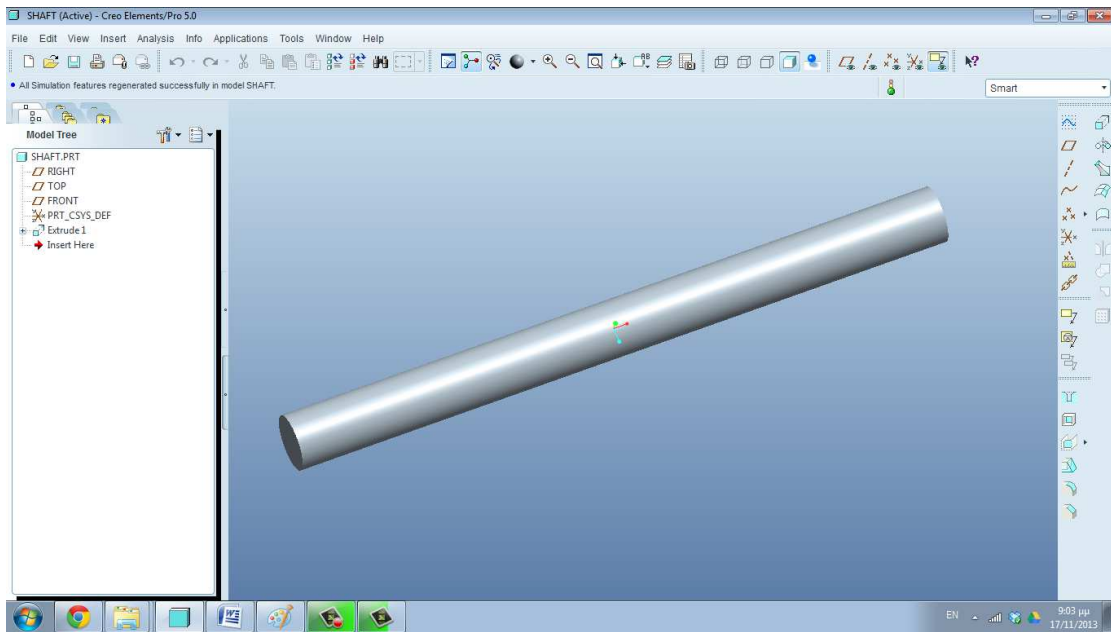 SHAFT (Active) - Creo Elements/Pro 5.0
File Edit View Insert Analysis Info Applications Tools Window Help
• All Simulation features regenerated successfully in model SHAFT.
Smart
Model Tree
SHAFT.PRT
RIGHT
TOP
FRONT
PRT_CSYS_DEF
Extrude 1
Insert Here
EN
9:03 μμ
17/11/2013